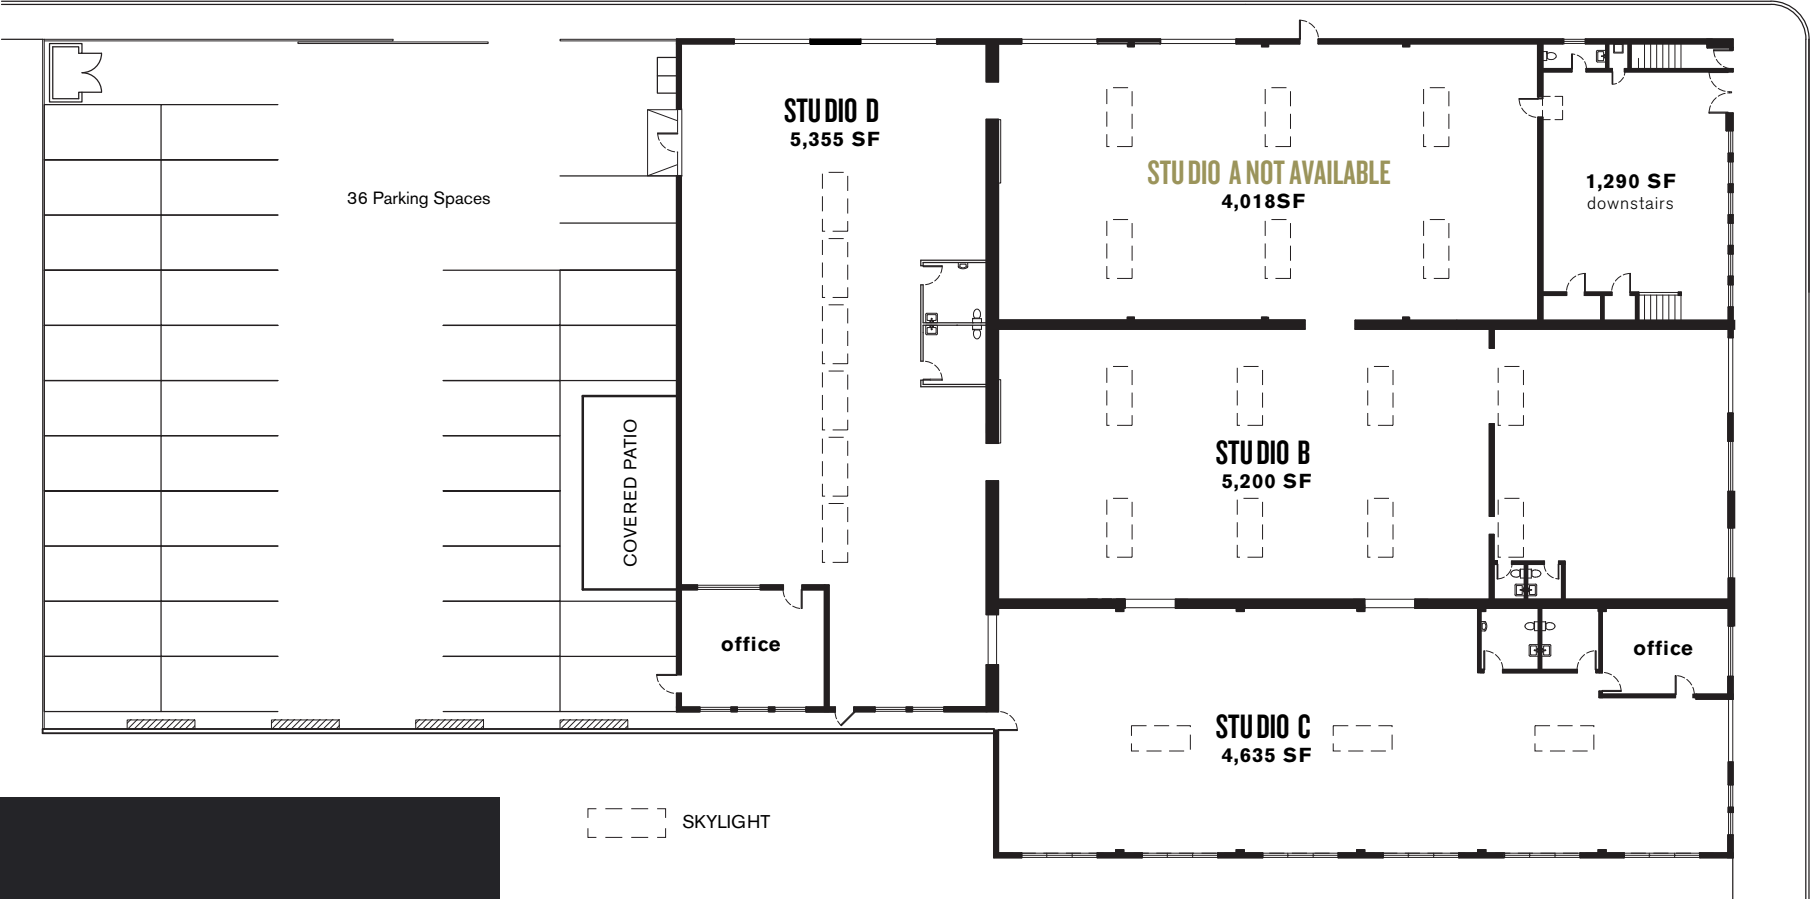 STUDIO D
5,355 SF
36 Parking Spaces
STUDIO A NOT AVAILABLE
4,018SF
1,290 SF
downstairs
COVERED PATIO
STUDIO B
5,200 SF
office
office
STUDIO C
4,635 SF
SKYLIGHT